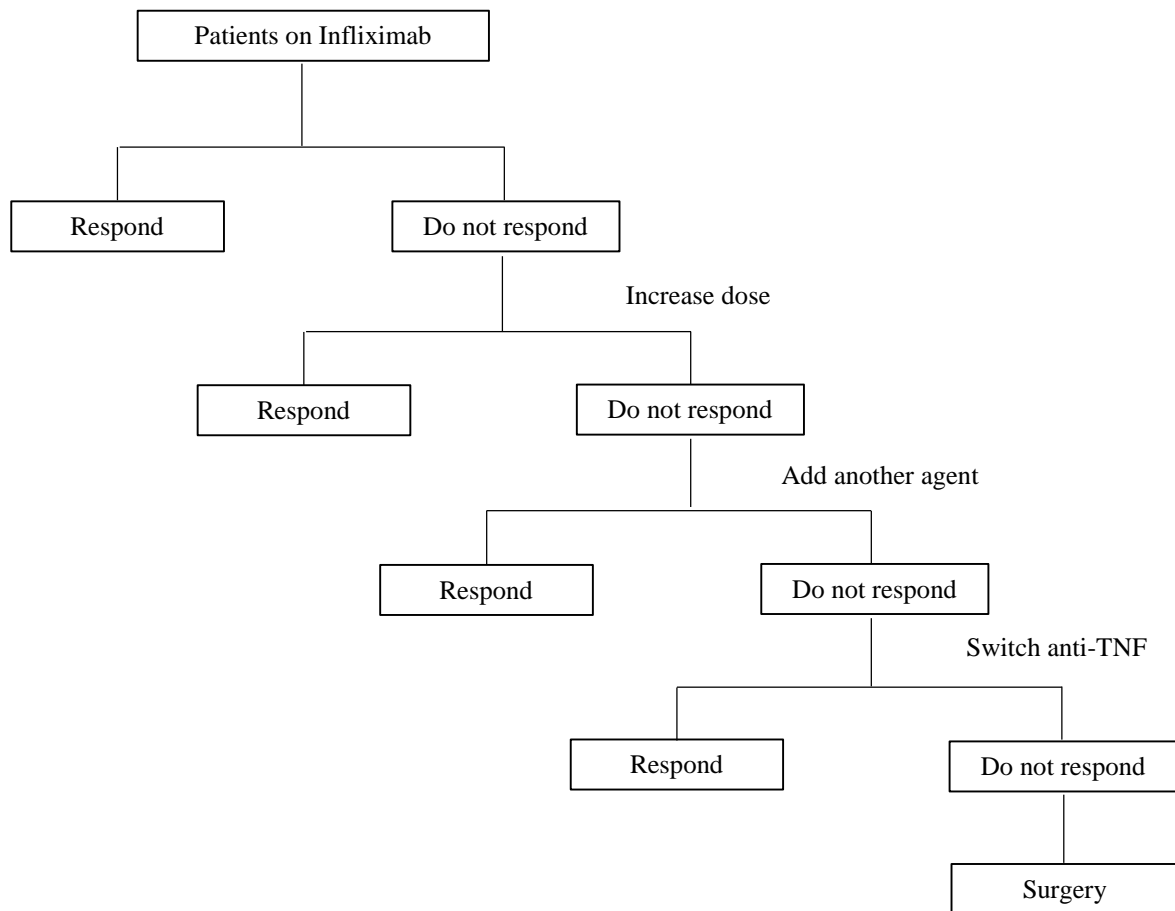 Patients on Infliximab
Respond
Do not respond
Increase dose
Respond
Do not respond
Add another agent
Respond
Do not respond
Switch anti-TNF
Respond
Do not respond
Surgery